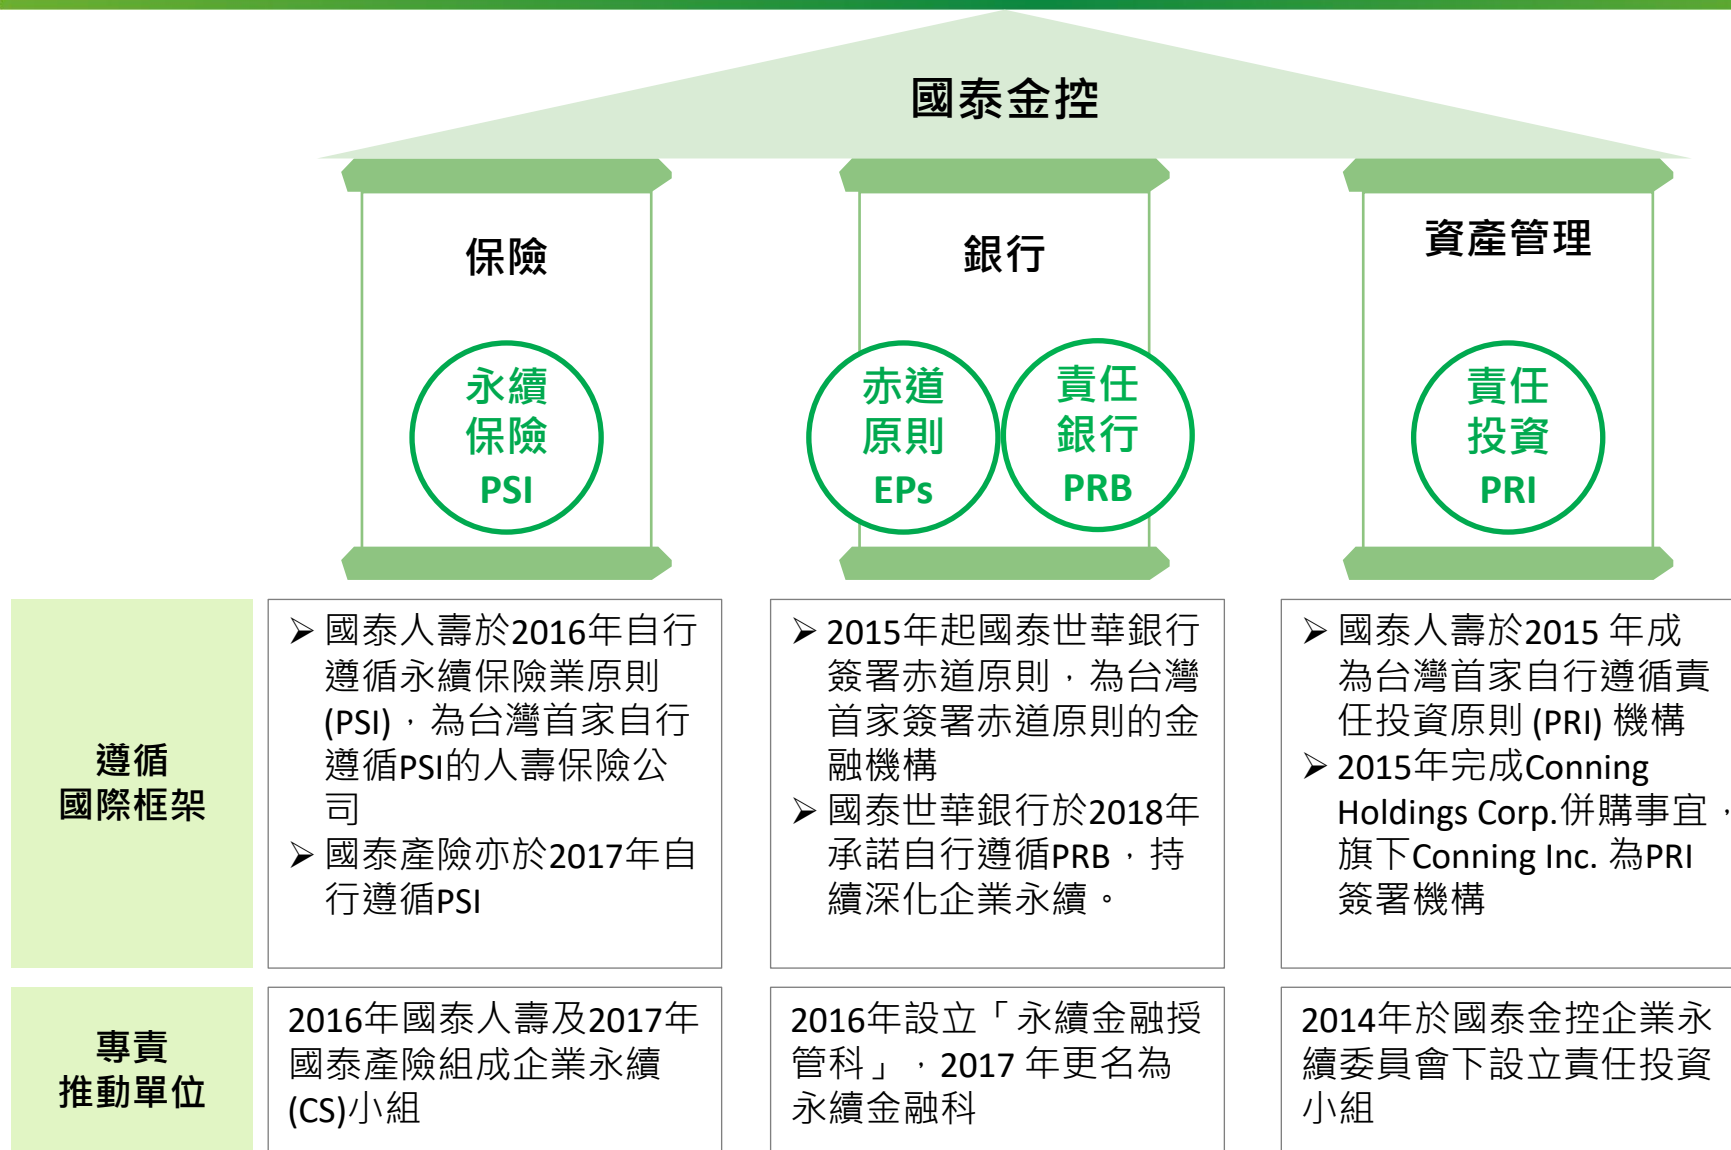 國泰金控
保險
永續
保險
PSI
銀行
赤道
原則
EPs
責任
銀行
PRB
資產管理
責任
投資
PRI
遵循
國際框架
➢ 國泰人壽於2016年自行
遵循永續保險業原則
(PSI)，為台灣首家自行
遵循PSI的人壽保險公
司
➢ 國泰產險亦於2017年自
行遵循PSI
➢ 2015年起國泰世華銀行
簽署赤道原則，為台灣
首家簽署赤道原則的金
融機構
➢ 國泰世華銀行於2018年
承諾自行遵循PRB，持
續深化企業永續。
➢ 國泰人壽於2015 年成
為台灣首家自行遵循責
任投資原則 (PRI) 機構
➢ 2015年完成Conning
Holdings Corp.併購事宜，
旗下Conning Inc. 為PRI
簽署機構
專責
推動單位
2016年國泰人壽及2017年
國泰產險組成企業永續
(CS)小組
2016年設立「永續金融授
管科」，2017 年更名為
永續金融科
2014年於國泰金控企業永
續委員會下設立責任投資
小組